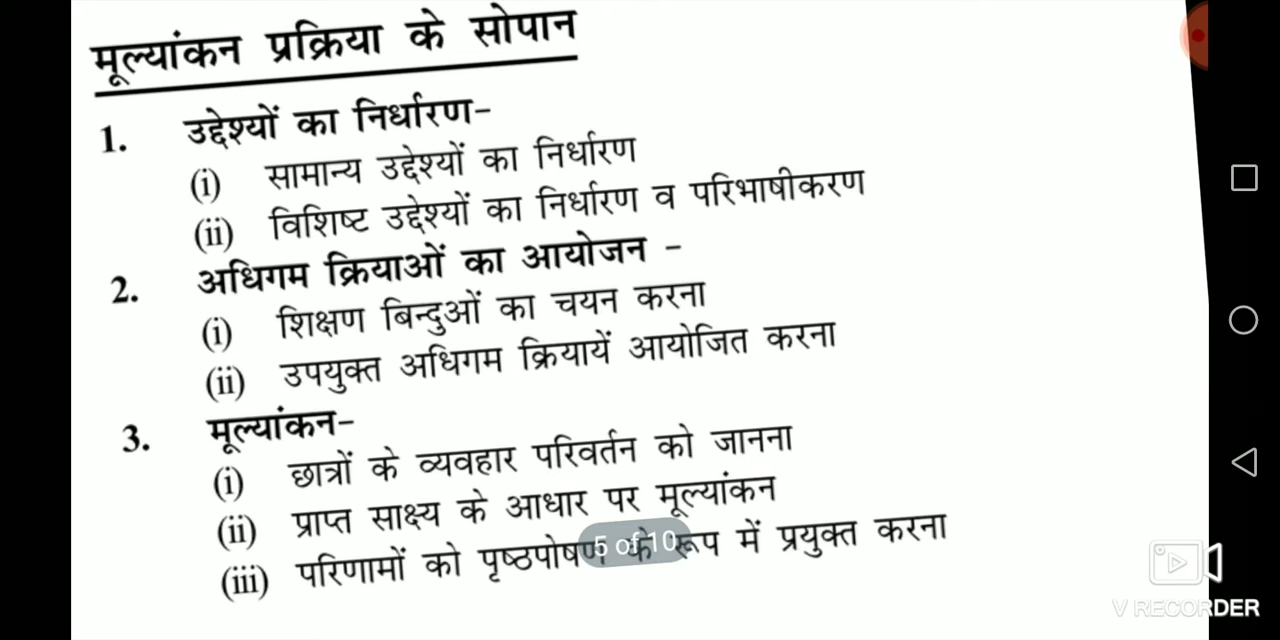 मूल्यांकन प्रक्रिया के सोपान
1. उद्देश्यों का निर्धारण-
(i) सामान्य उद्देश्यों का निर्धारण
(ii) विशिष्ट उद्देश्यों का निर्धारण व परिभाषीकरण
2. अधिगम क्रियाओं का आयोजन -
(i) शिक्षण बिन्दुओं का चयन करना
(ii) उपयुक्त अधिगम क्रियायें आयोजित करना
3. मूल्यांकन-
(i) छात्रों के व्यवहार परिवर्तन को जानना
(ii) प्राप्त साक्ष्य के आधार पर मूल्यांकन
(iii) परिणामों को पृष्ठपोषण के रूप में प्रयुक्त करना
5 of 10
V RECORDER